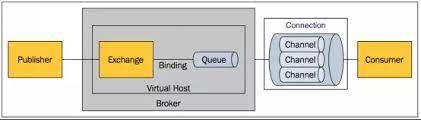 Connection
Publisher
Exchange
Binding
Queue
Channel
Channel
Channel
Consumer
Virtual Host
Broker